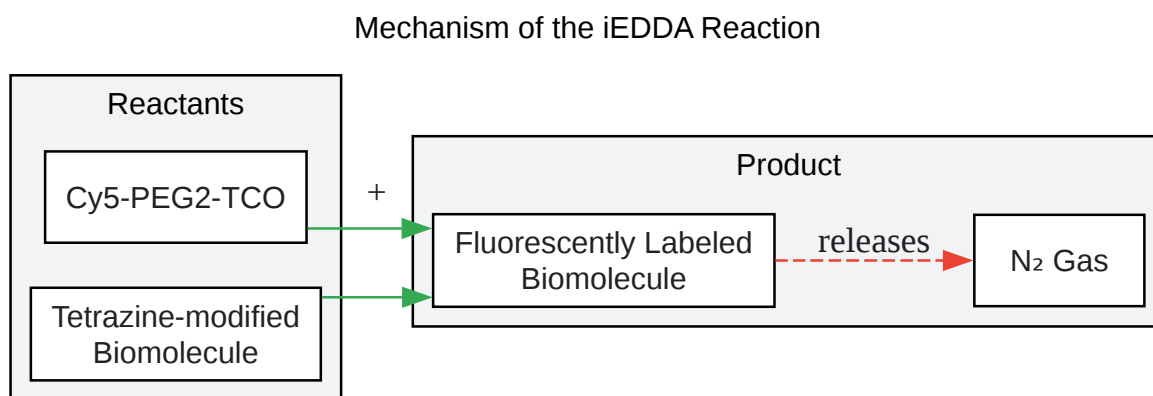 Mechanism of the iEDDA Reaction
Reactants
Cy5-PEG2-TCO
Tetrazine-modified
Biomolecule
+
Product
Fluorescently Labeled
Biomolecule
releases
N₂ Gas